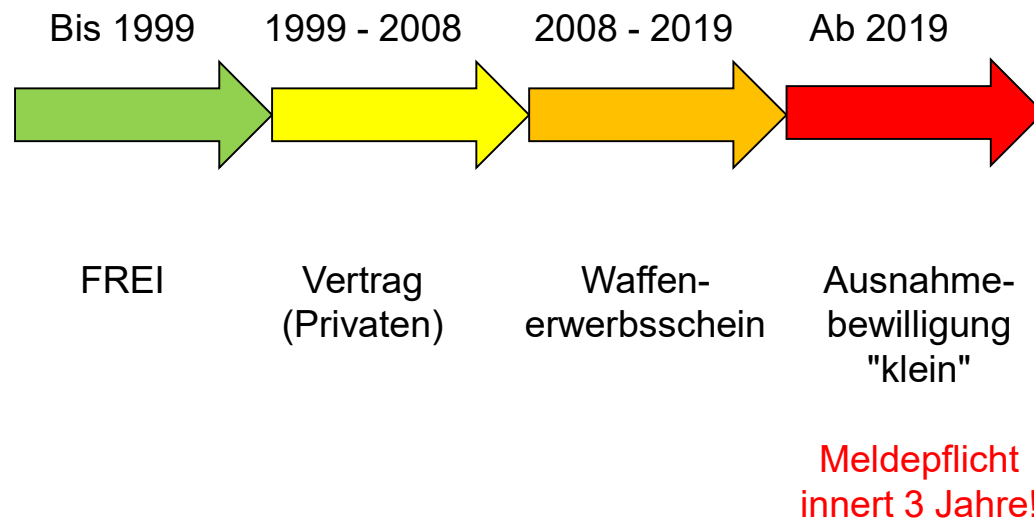 Bis 1999
1999 - 2008
2008 - 2019
Ab 2019
FREI
Vertrag
(Privaten)
Waffen-
erwerbsschein
Ausnahme-
bewilligung
"klein"
Meldepflicht
innert 3 Jahre!